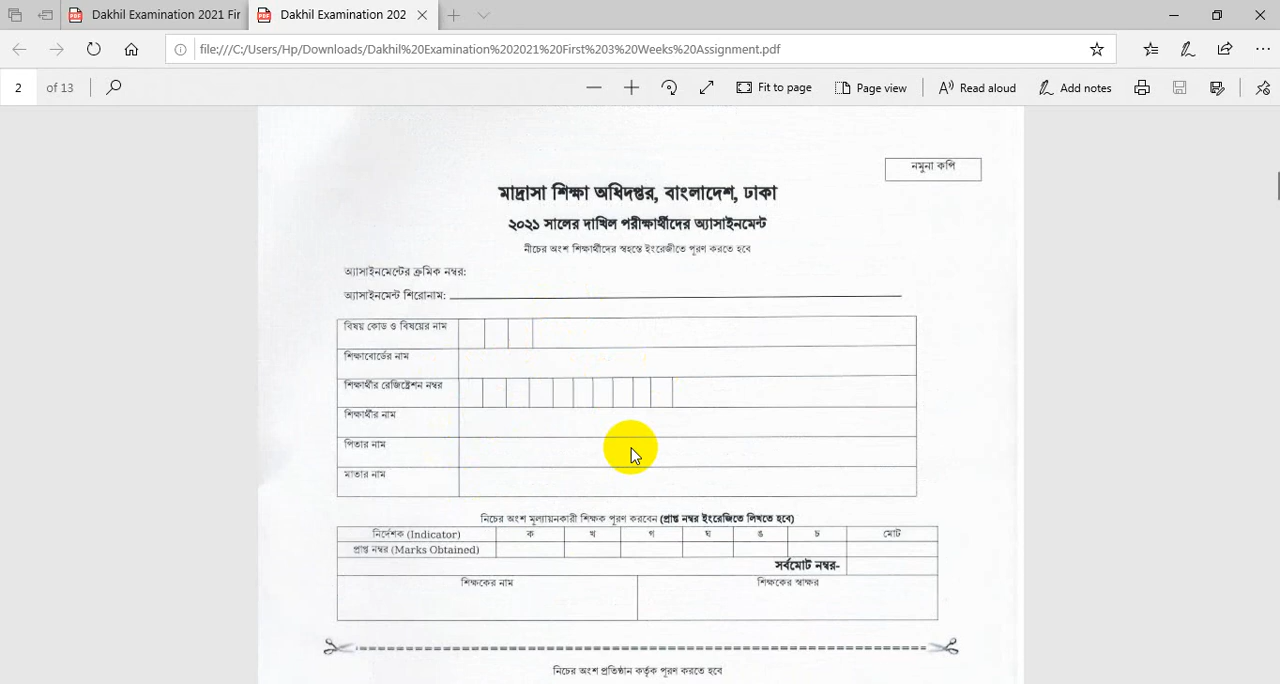 Dakhil Examination 2021 Fir
Dakhil Examination 202
file:///C:/Users/Hp/Downloads/Dakhil%20Examination%202021%20First%203%20Weeks%20Assignment.pdf
2 of 13
Fit to page
Page view
Read aloud
Add notes
নমুনা কপি
মাদ্রাসা শিক্ষা অধিদপ্তর, বাংলাদেশ, ঢাকা
২০২১ সালের দাখিল পরীক্ষার্থীদের অ্যাসাইনমেন্ট
নীচের অংশ শিক্ষার্থীদের স্বহস্তে ইংরেজীতে পূরণ করতে হবে
অ্যাসাইনমেন্টের ক্রমিক নম্বর:
অ্যাসাইনমেন্ট শিরোনাম:
বিষয় কোড ও বিষয়ের নাম
শিক্ষাবোর্ডের নাম
শিক্ষার্থীর রেজিস্ট্রেশন নম্বর
শিক্ষার্থীর নাম
পিতার নাম
মাতার নাম
নিচের অংশ মূল্যায়নকারী শিক্ষক পূরণ করবেন (প্রাপ্ত নম্বর ইংরেজিতে লিখতে হবে)
নির্দেশক (Indicator) ক খ গ ঘ ঙ চ মোট
প্রাপ্ত নম্বর (Marks Obtained)
সর্বমোট নম্বর-
শিক্ষকের নাম শিক্ষকের স্বাক্ষর
নিচের অংশ প্রতিষ্ঠান কর্তৃক পূরণ করতে হবে